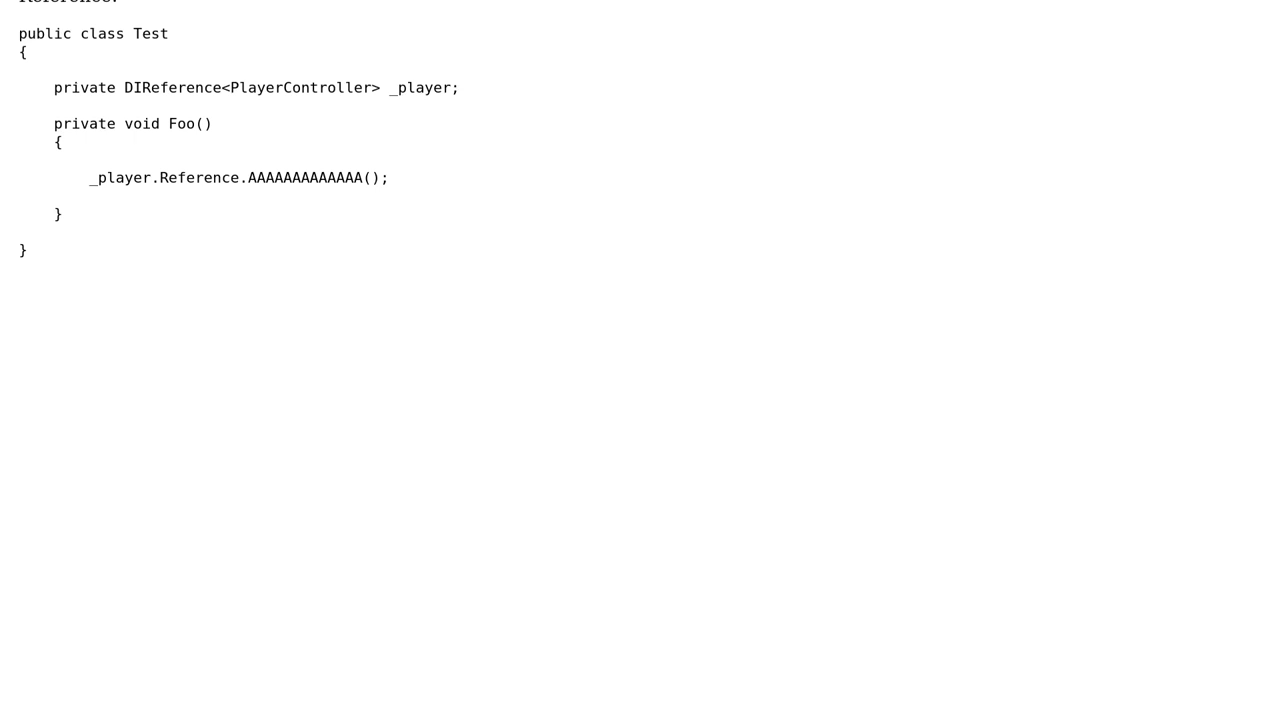 public class Test
{
    private DIReference<PlayerController> _player;
    private void Foo()
    {
        _player.Reference.AAAAAAAAAAAAA();
    }
}